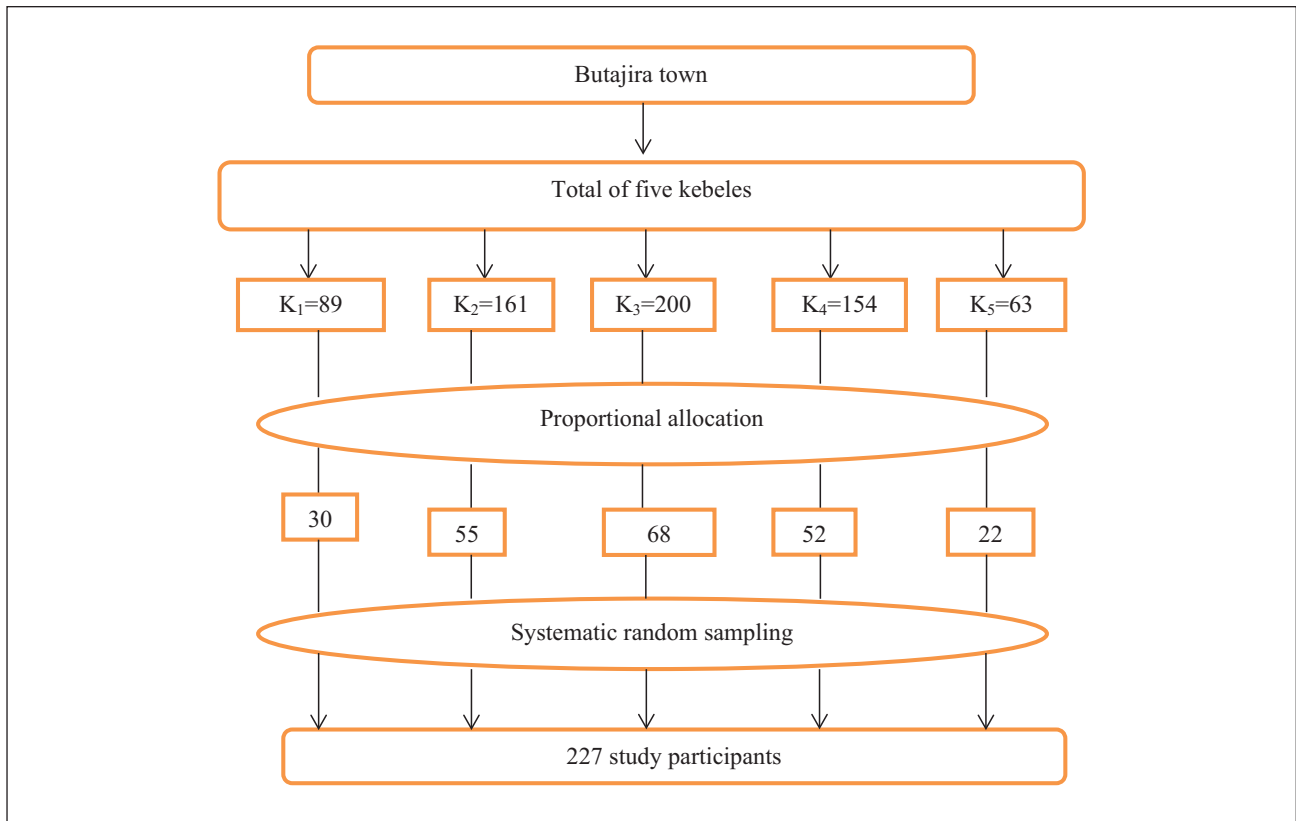 Butajira town
Total of five kebeles
K₁=89
K₂=161
K₃=200
K₄=154
K₅=63
Proportional allocation
30
55
68
52
22
Systematic random sampling
227 study participants